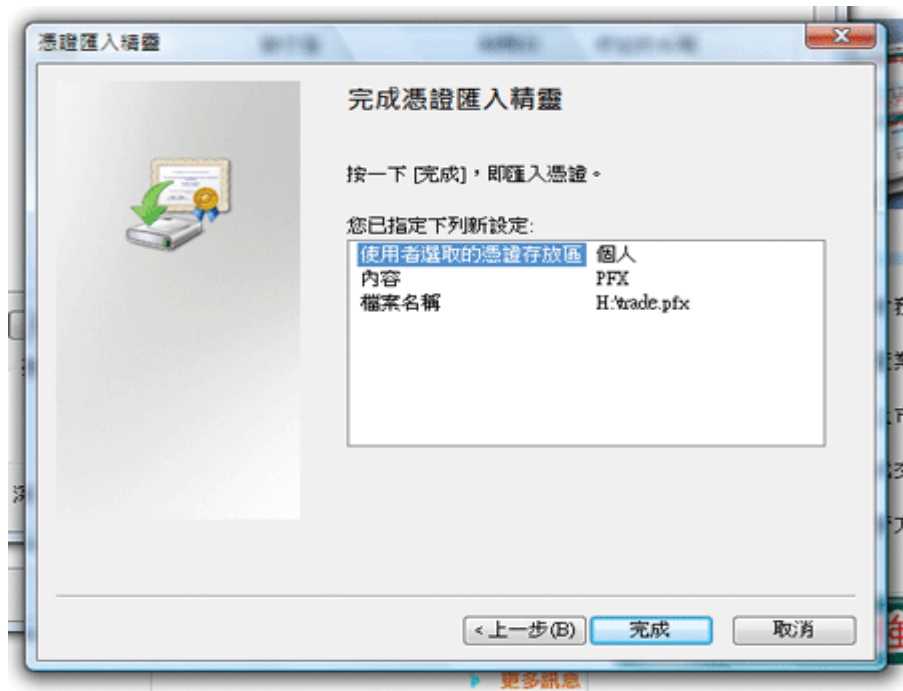 憑證匯入精靈
完成憑證匯入精靈
按一下 [完成]，即匯入憑證。
您已指定下列新設定:
使用者選取的憑證存放區 個人
內容 PFX
檔案名稱 H:\trade.pfx
<上一步(B) 完成 取消
更多訊息